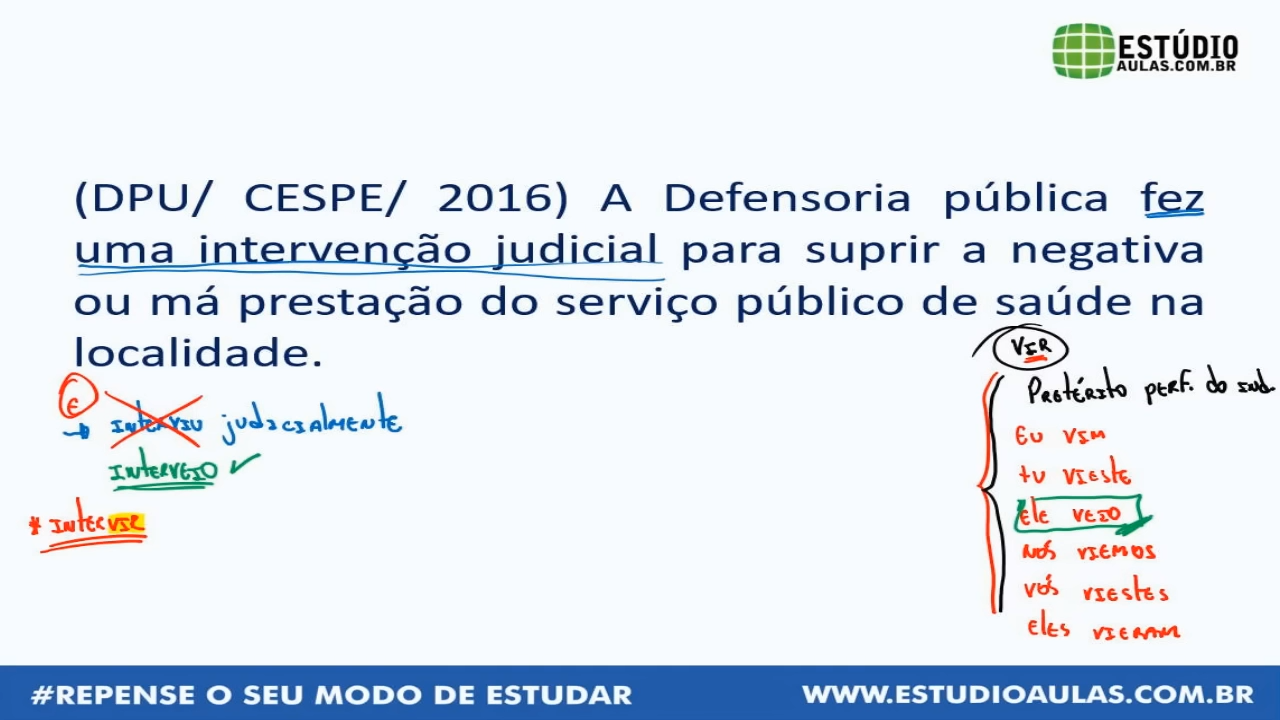 ESTÚDIO
AULAS.COM.BR
(DPU/ CESPE/ 2016) A Defensoria pública fez
uma intervenção judicial para suprir a negativa
ou má prestação do serviço público de saúde na
localidade.
E
INTERVIU judicialmente
INTERVEIO
* INTERVIR
VIR
Pretérito perf. do ind.
Eu vim
tu vieste
Ele veio
nós viemos
vós viestes
eles vieram
#REPENSE O SEU MODO DE ESTUDAR
WWW.ESTUDIOAULAS.COM.BR